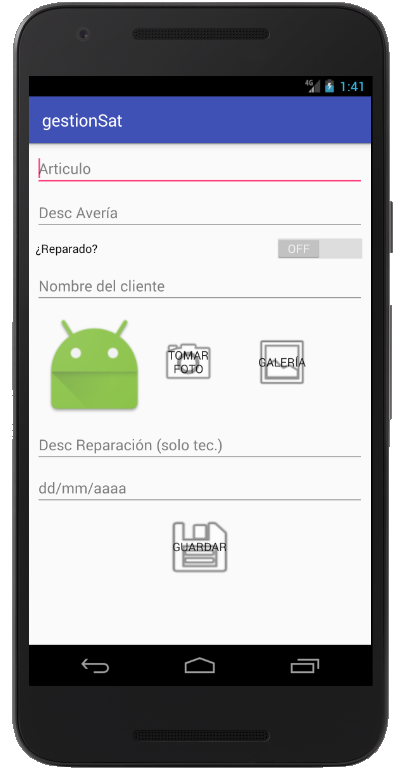 4G 1:41
gestionSat
Articulo
Desc Avería
¿Reparado? OFF
Nombre del cliente
TOMAR
FOTO
GALERÍA
Desc Reparación (solo tec.)
dd/mm/aaaa
GUARDAR